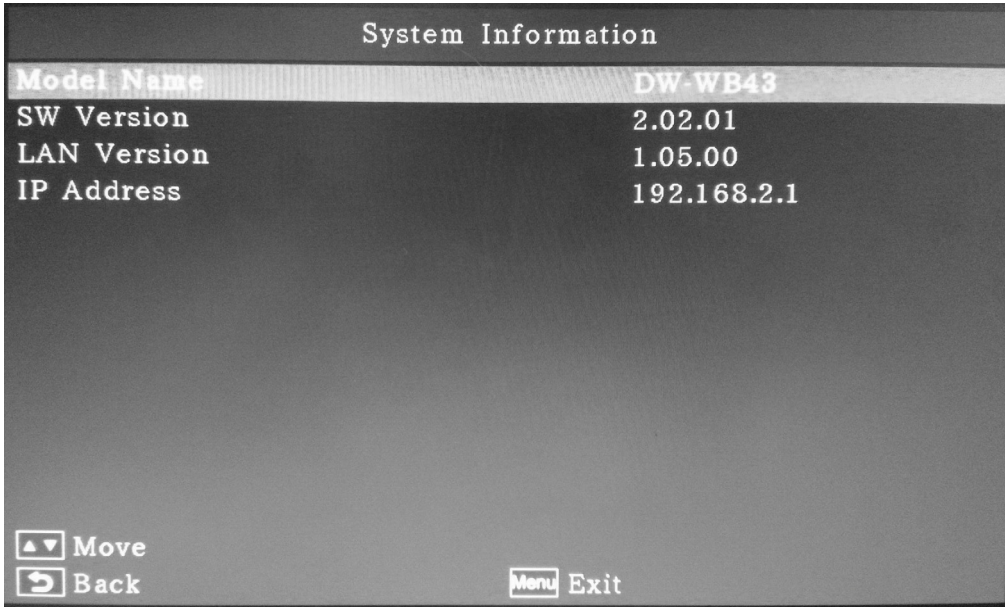 System Information
Model Name DW-WB43
SW Version 2.02.01
LAN Version 1.05.00
IP Address 192.168.2.1
Move
Back Menu Exit